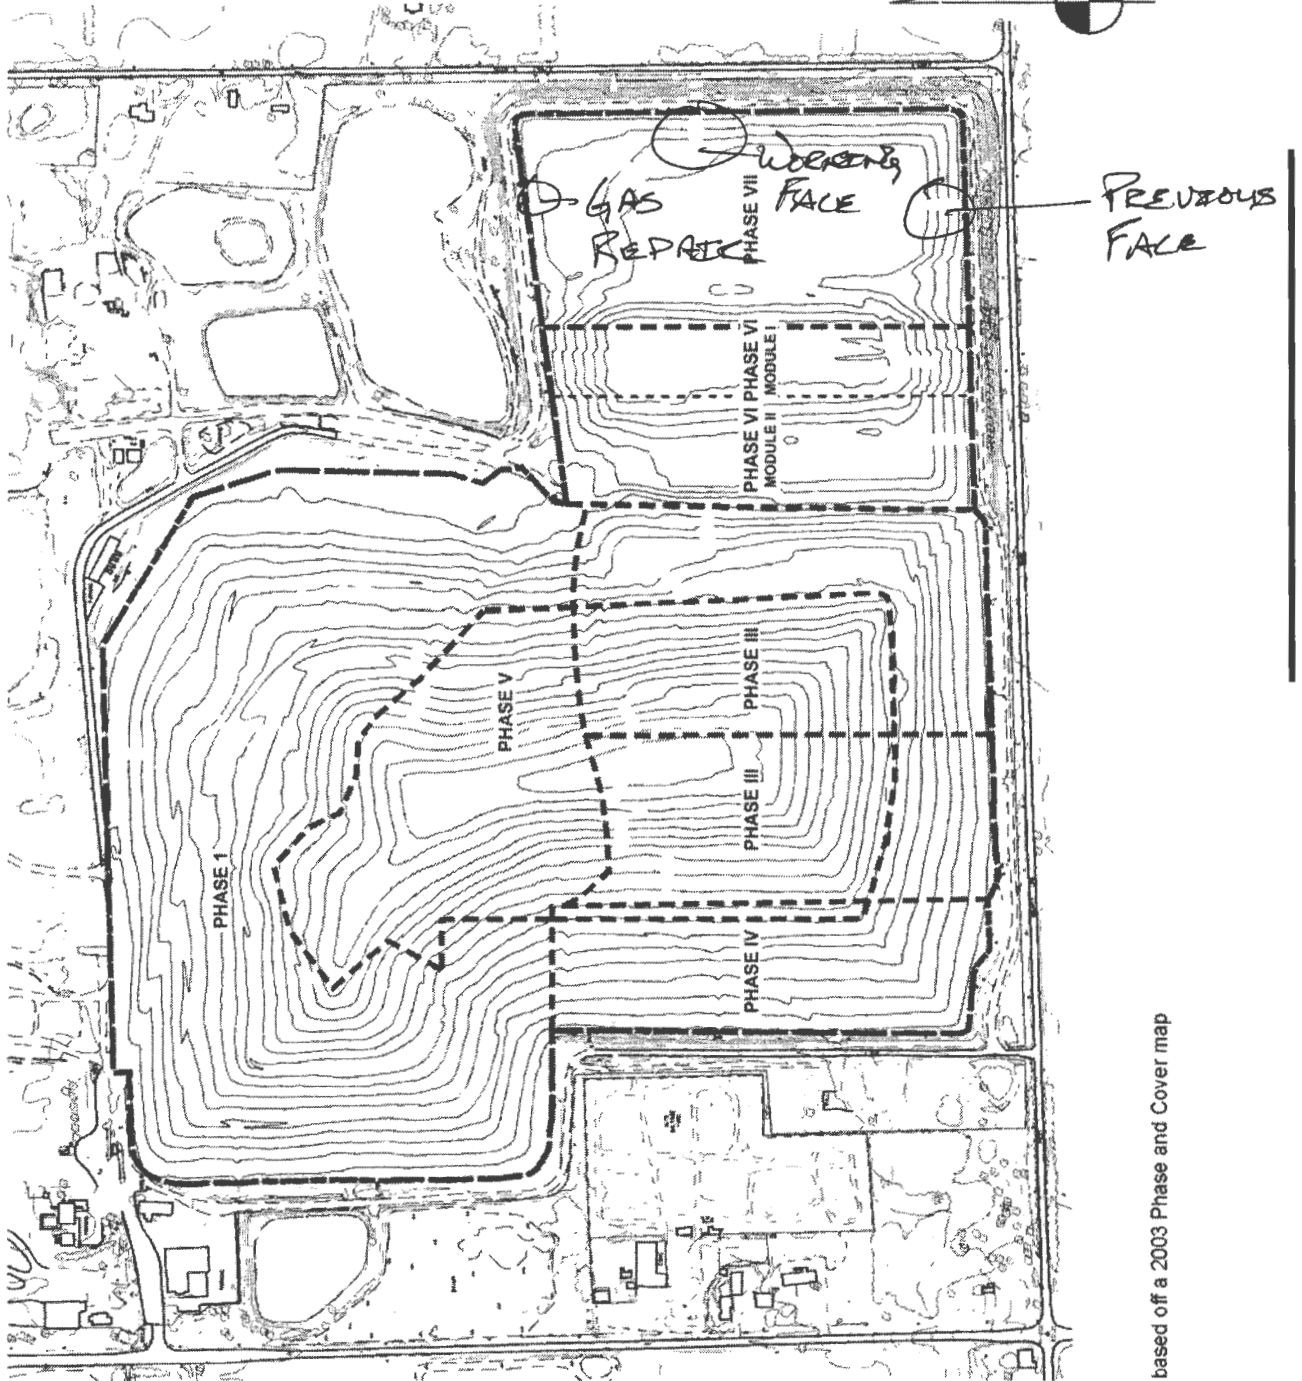 WORKING
FACE
GAS
REPAIR
PREVIOUS
FACE
PHASE VII
PHASE VI PHASE VI
MODULE II MODULE I
PHASE V
PHASE III
PHASE III
PHASE 1
PHASE IV
based off a 2003 Phase and Cover map